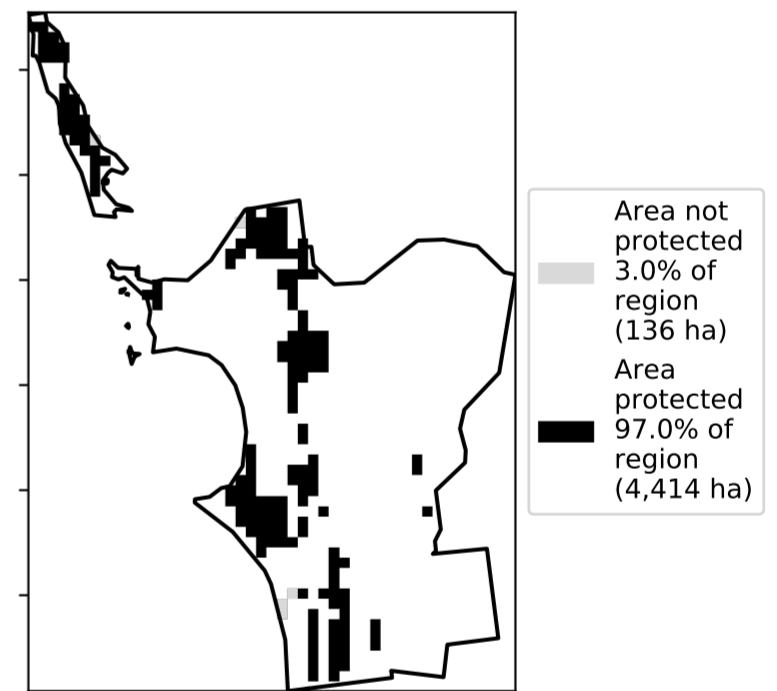 Area not
protected
3.0% of
region
(136 ha)
Area
protected
97.0% of
region
(4,414 ha)